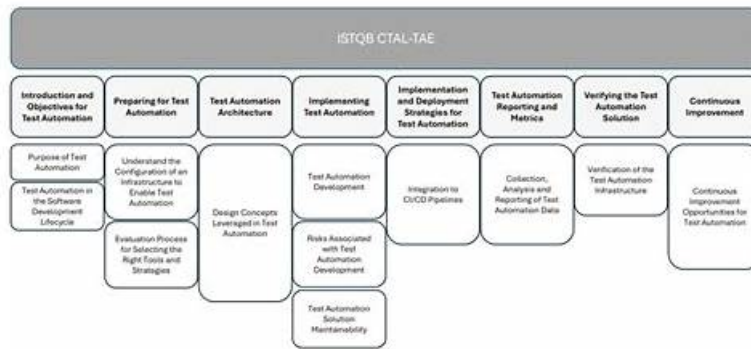 ISTQB CTAL-TAE
Introduction and
Objectives for
Test Automation
Preparing for Test
Automation
Test Automation
Architecture
Implementing
Test Automation
Implementation
and Deployment
Strategies for
Test Automation
Test Automation
Reporting and
Metrics
Verifying the Test
Automation
Solution
Continuous
Improvement
Purpose of Test
Automation
Test Automation in
the Software
Development
Lifecycle
Understand the
Configuration of an
Infrastructure to
Enable Test
Automation
Evaluation Process
for Selecting the
Right Tools and
Strategies
Design Concepts
Leveraged in Test
Automation
Test Automation
Development
Risks Associated
with Test
Automation
Development
Test Automation
Solution
Maintainability
Integration to
CI/CD Pipelines
Collection,
Analysis and
Reporting of Test
Automation Data
Verification of the
Test Automation
Infrastructure
Continuous
Improvement
Opportunities for
Test Automation